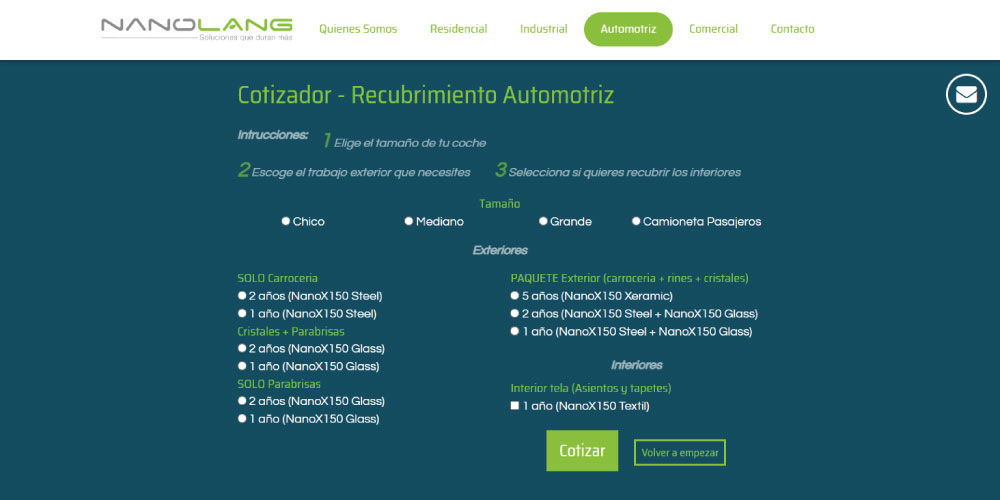 NANOLANG
Soluciones que duran más
Quienes Somos Residencial Industrial Automotriz Comercial Contacto
Cotizador - Recubrimiento Automotriz
Intrucciones: 1 Elige el tamaño de tu coche
2 Escoge el trabajo exterior que necesites 3 Selecciona si quieres recubrir los interiores
Tamaño
Chico Mediano Grande Camioneta Pasajeros
Exteriores
SOLO Carroceria
2 años (NanoX150 Steel)
1 año (NanoX150 Steel)
Cristales + Parabrisas
2 años (NanoX150 Glass)
1 año (NanoX150 Glass)
SOLO Parabrisas
2 años (NanoX150 Glass)
1 año (NanoX150 Glass)
PAQUETE Exterior (carroceria + rines + cristales)
5 años (NanoX150 Xeramic)
2 años (NanoX150 Steel + NanoX150 Glass)
1 año (NanoX150 Steel + NanoX150 Glass)
Interiores
Interior tela (Asientos y tapetes)
1 año (NanoX150 Textil)
Cotizar Volver a empezar